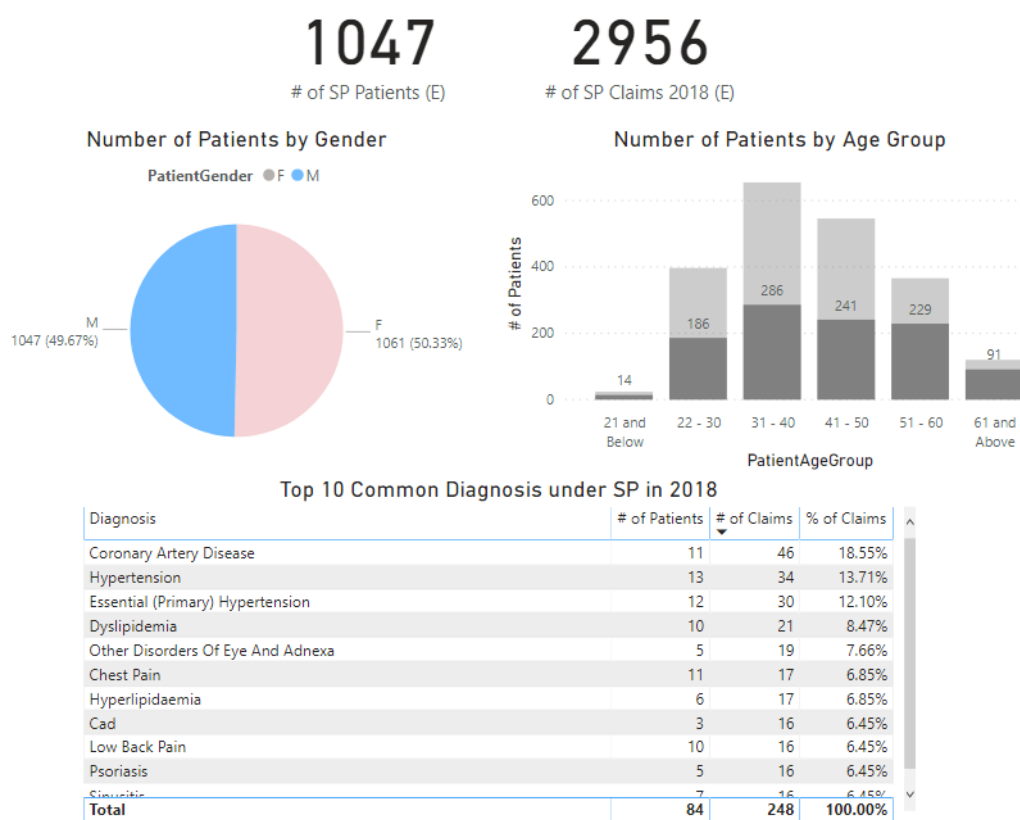 1047 2956
# of SP Patients (E) # of SP Claims 2018 (E)
Number of Patients by Gender
PatientGender F M
M
1047 (49.67%)
F
1061 (50.33%)
Number of Patients by Age Group
# of Patients
600
400
200
0
14
186
286
241
229
91
21 and
Below
22 - 30
31 - 40
41 - 50
51 - 60
61 and
Above
PatientAgeGroup
Top 10 Common Diagnosis under SP in 2018
Diagnosis # of Patients # of Claims % of Claims
Coronary Artery Disease 11 46 18.55%
Hypertension 13 34 13.71%
Essential (Primary) Hypertension 12 30 12.10%
Dyslipidemia 10 21 8.47%
Other Disorders Of Eye And Adnexa 5 19 7.66%
Chest Pain 11 17 6.85%
Hyperlipidaemia 6 17 6.85%
Cad 3 16 6.45%
Low Back Pain 10 16 6.45%
Psoriasis 5 16 6.45%
Sinusitis 7 16 6.45%
Total 84 248 100.00%